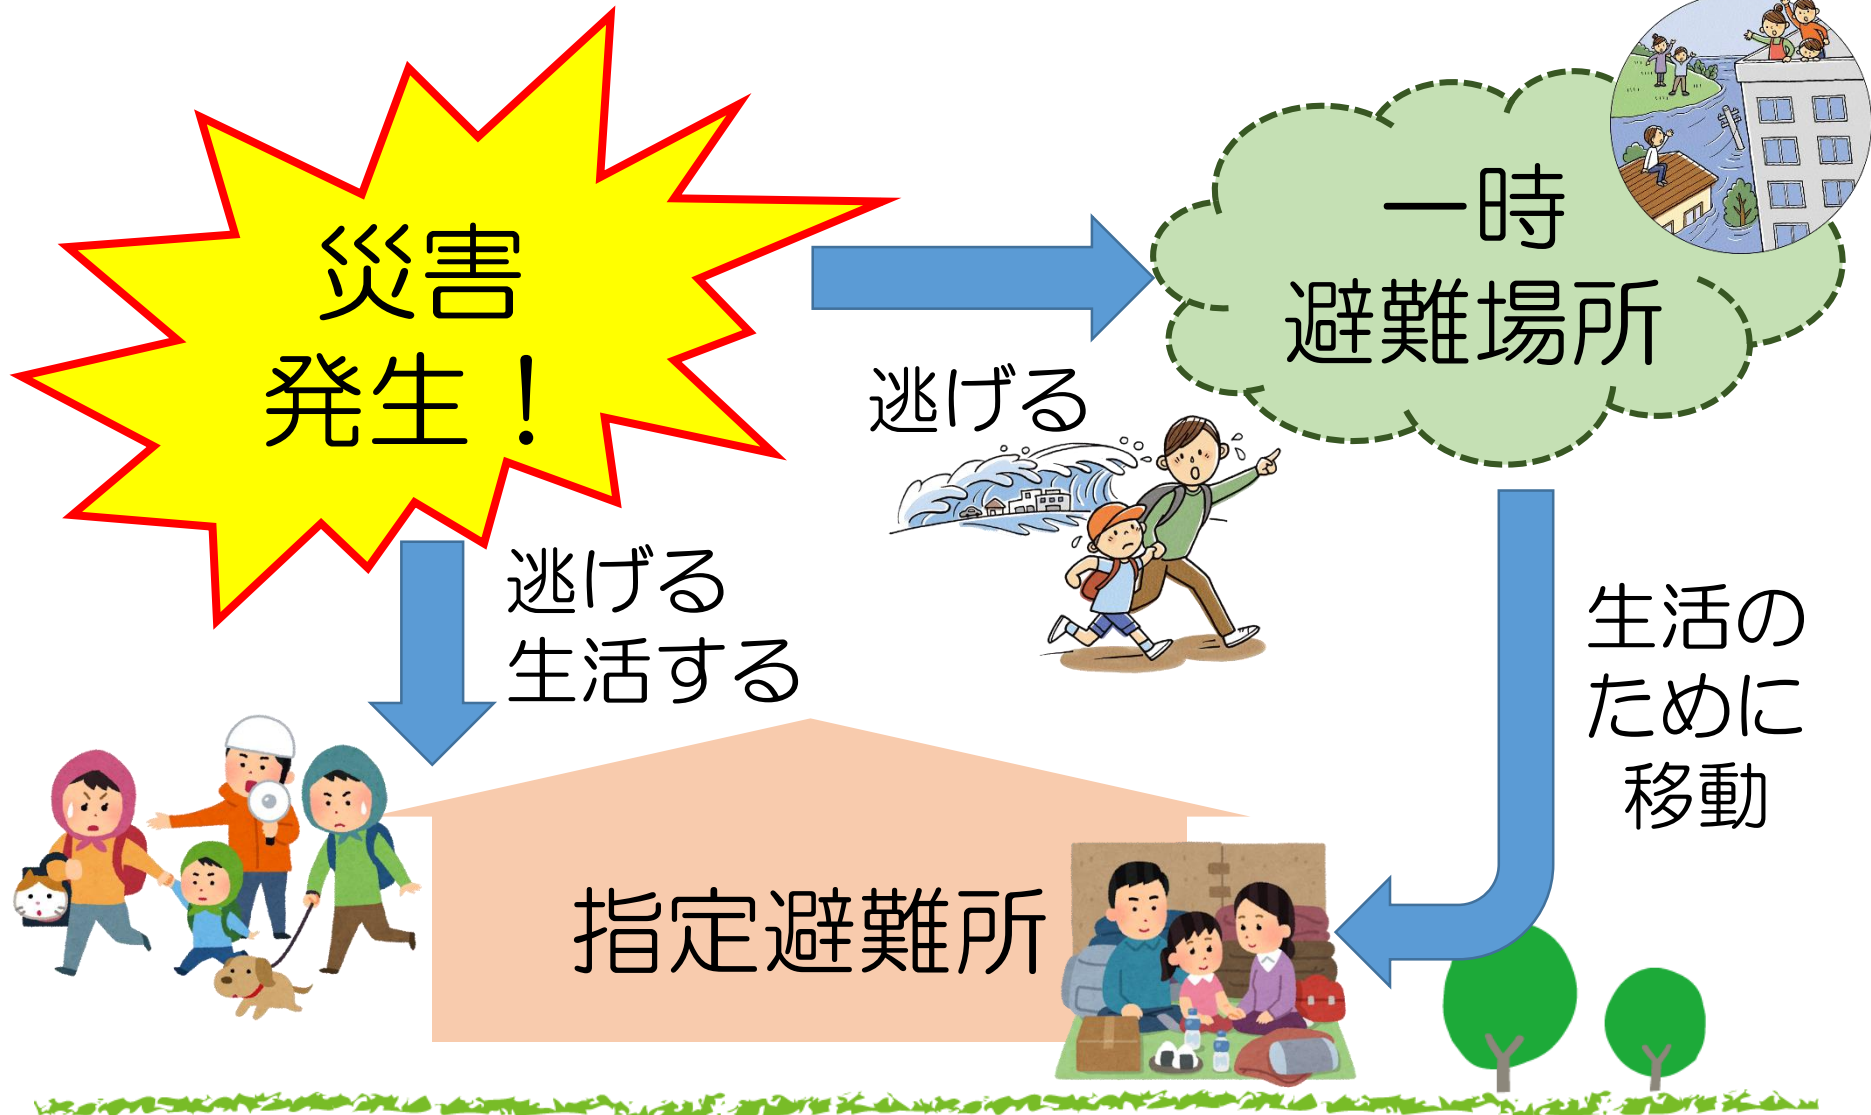 災害
発生！
一時
避難場所
逃げる
逃げる
生活する
生活の
ために
移動
指定避難所